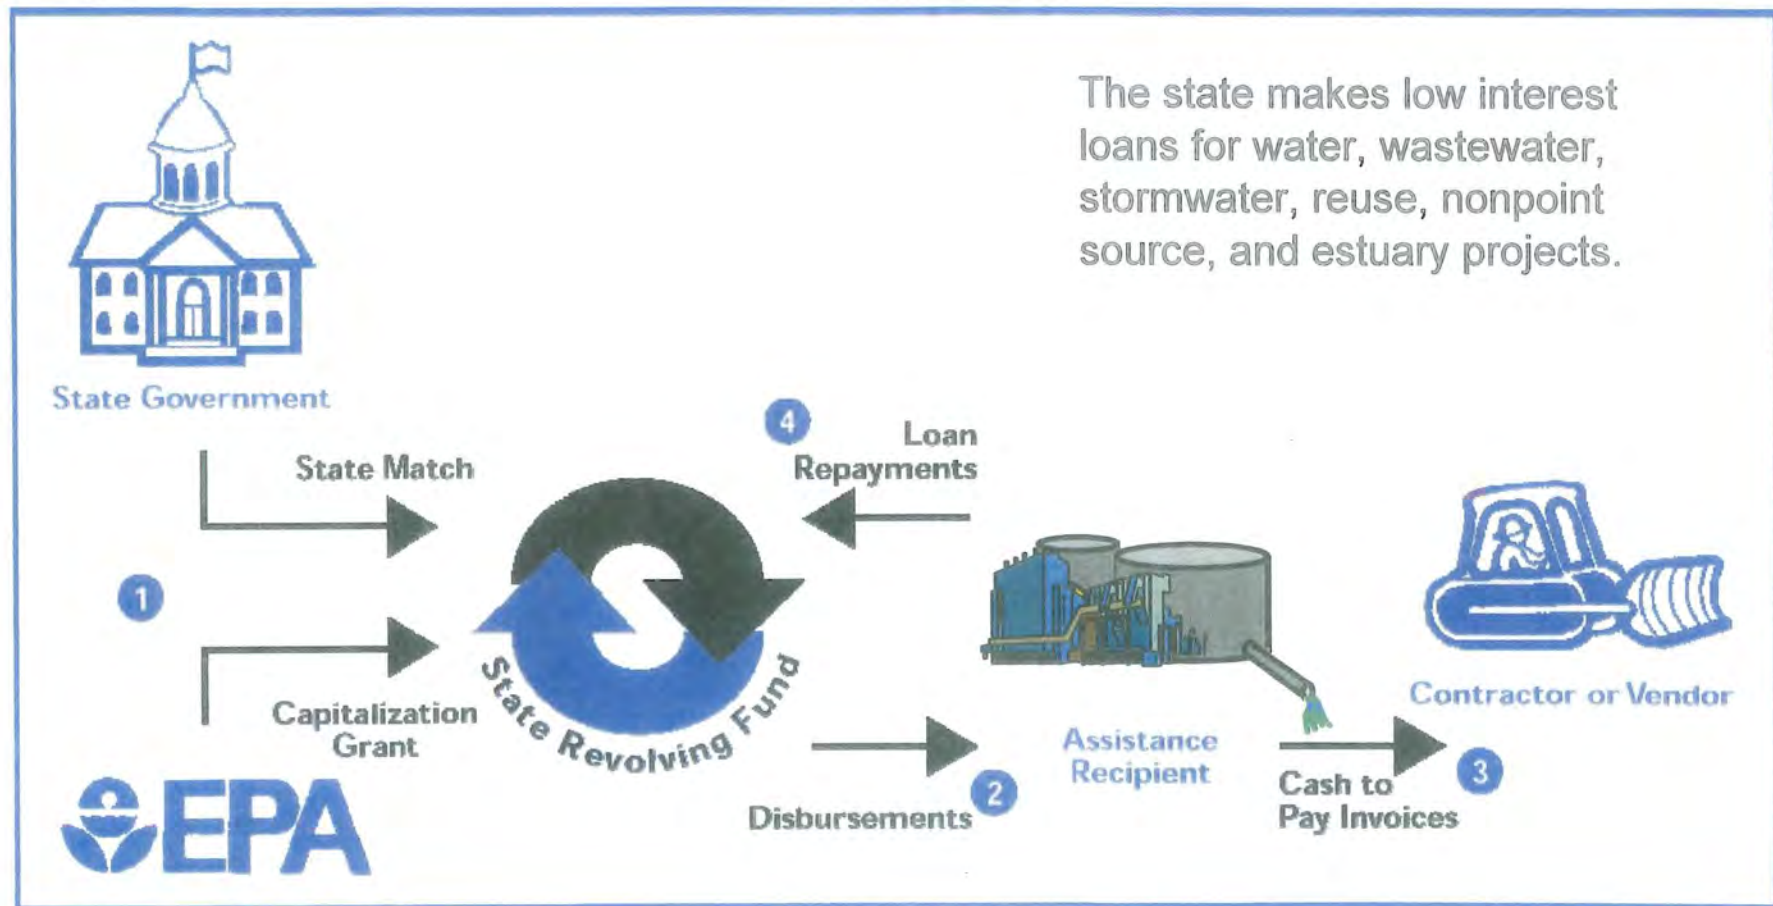 The state makes low interest
loans for water, wastewater,
stormwater, reuse, nonpoint
source, and estuary projects.
State Government
State Match
4
Loan
Repayments
1
Capitalization
Grant
State Revolving Fund
EPA
Disbursements
2
Assistance
Recipient
Contractor or Vendor
3
Cash to
Pay Invoices